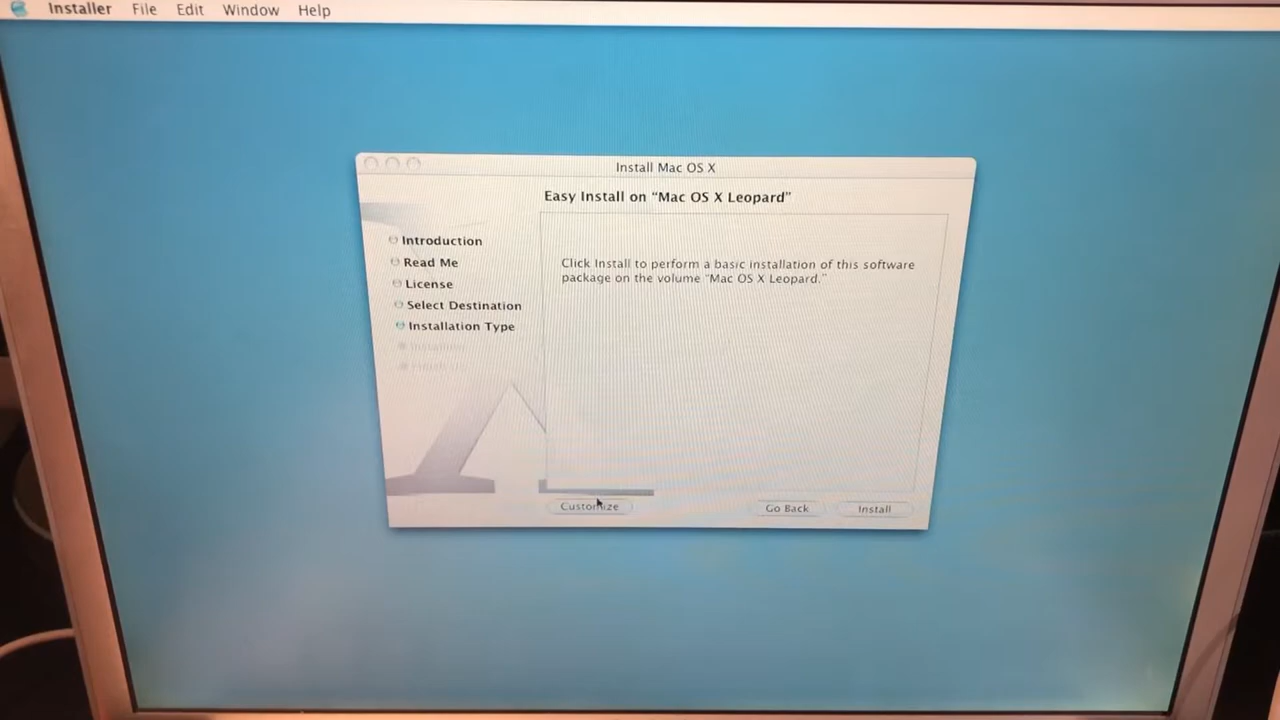 Installer File Edit Window Help
Install Mac OS X
Easy Install on “Mac OS X Leopard”
Introduction
Read Me
License
Select Destination
Installation Type
Click Install to perform a basic installation of this software
package on the volume “Mac OS X Leopard.”
Customize Go Back Install